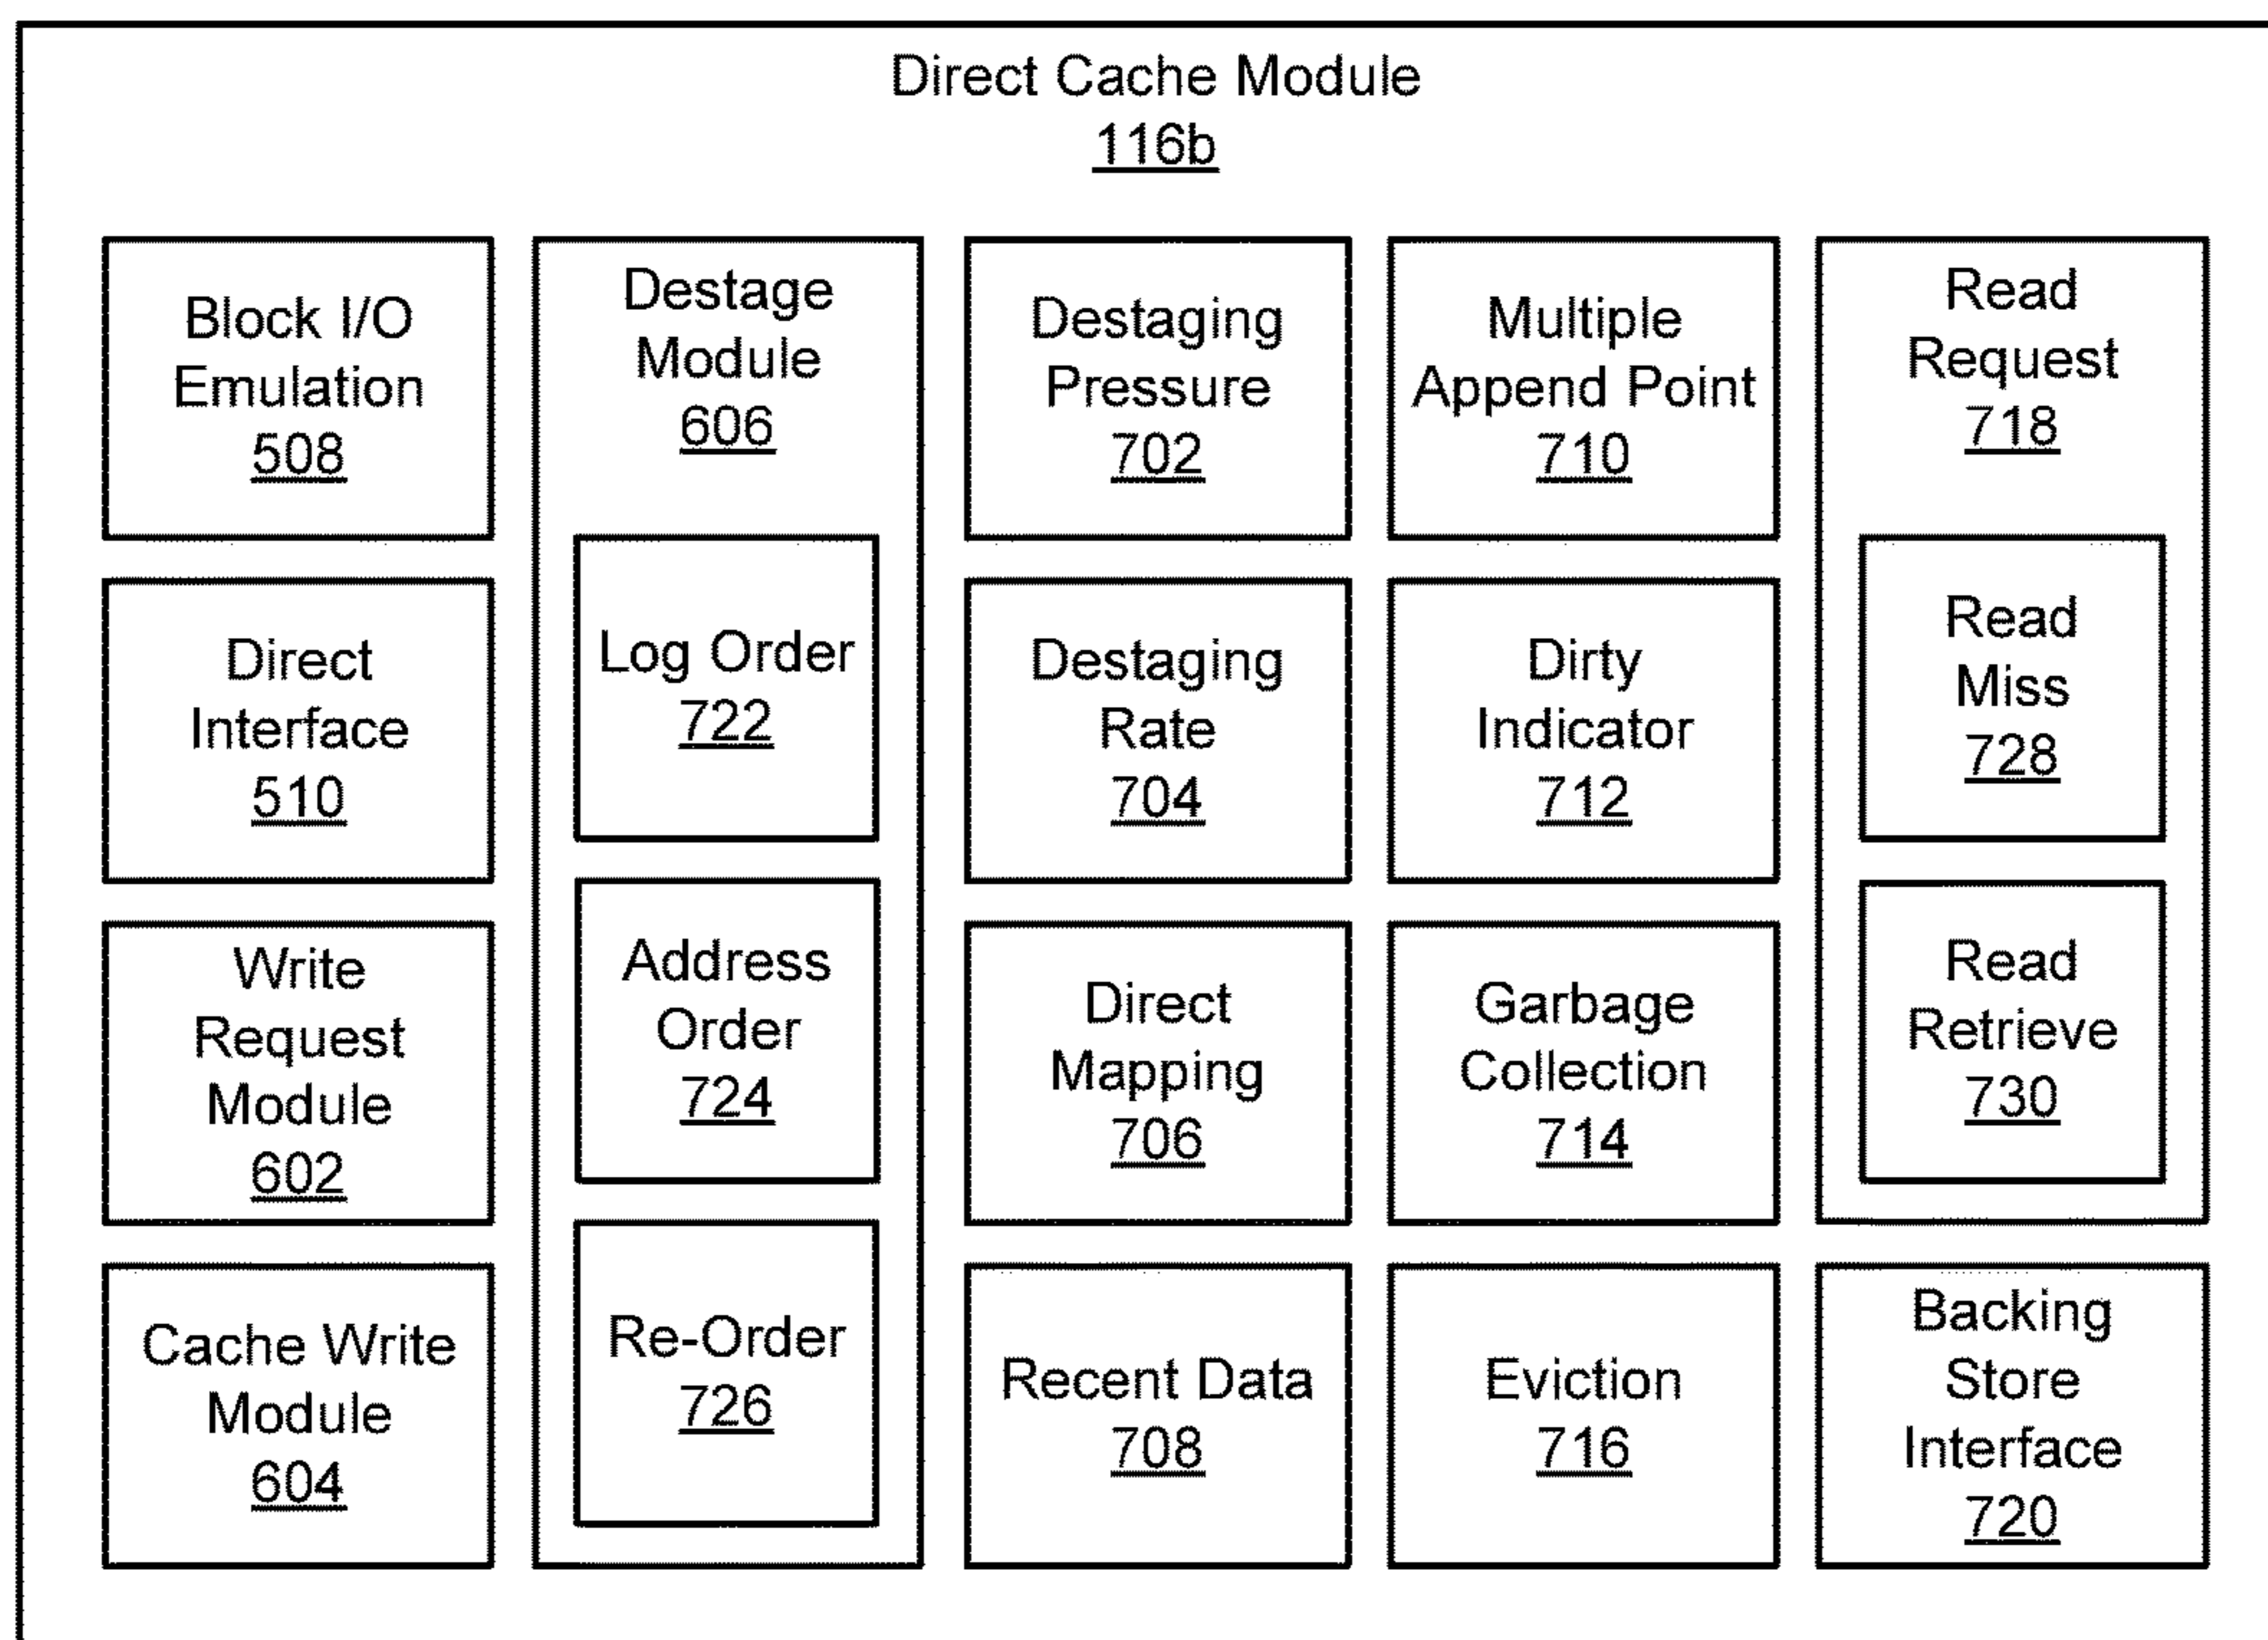 Direct Cache Module
116b
Block I/O
Emulation
508
Direct
Interface
510
Write
Request
Module
602
Cache Write
Module
604
Destage
Module
606
Log Order
722
Address
Order
724
Re-Order
726
Destaging
Pressure
702
Destaging
Rate
704
Direct
Mapping
706
Recent Data
708
Multiple
Append Point
710
Dirty
Indicator
712
Garbage
Collection
714
Eviction
716
Read
Request
718
Read
Miss
728
Read
Retrieve
730
Backing
Store
Interface
720